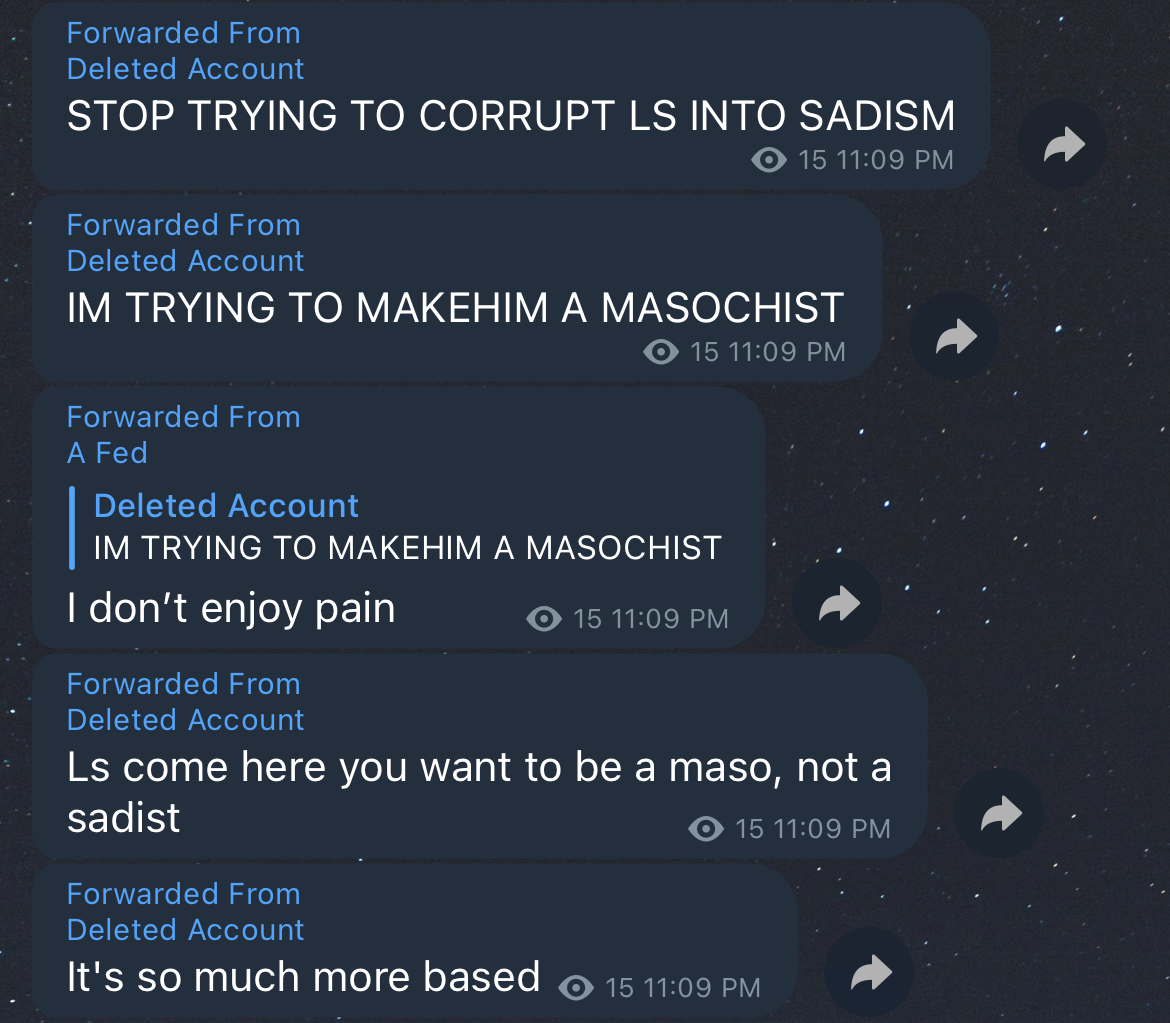 Forwarded From
Deleted Account
STOP TRYING TO CORRUPT LS INTO SADISM
15 11:09 PM
Forwarded From
Deleted Account
IM TRYING TO MAKEHIM A MASOCHIST
15 11:09 PM
Forwarded From
A Fed
Deleted Account
IM TRYING TO MAKEHIM A MASOCHIST
I don’t enjoy pain 15 11:09 PM
Forwarded From
Deleted Account
Ls come here you want to be a maso, not a
sadist 15 11:09 PM
Forwarded From
Deleted Account
It's so much more based 15 11:09 PM